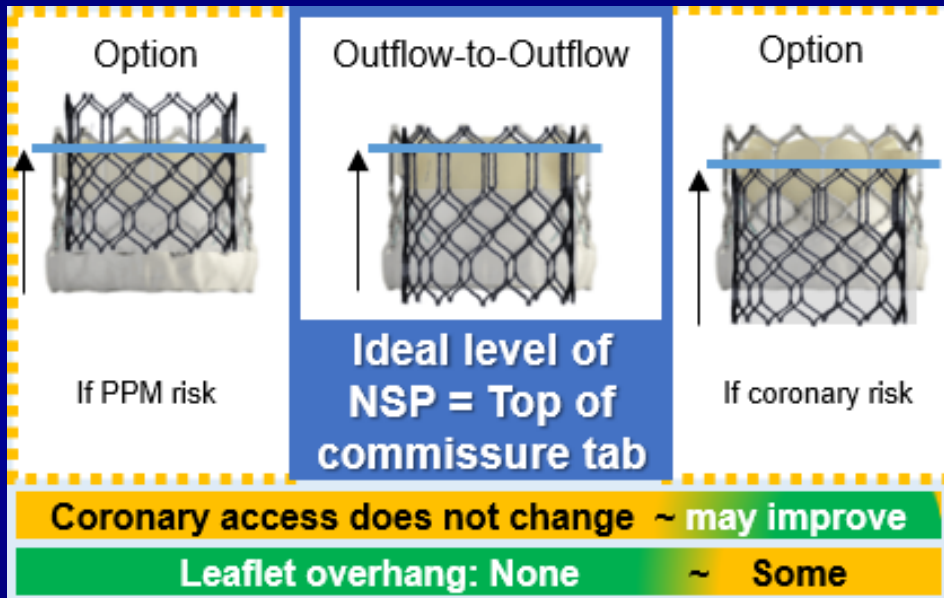 Option
Outflow-to-Outflow
Option
If PPM risk
Ideal level of
NSP = Top of
commissure tab
If coronary risk
Coronary access does not change ~ may improve
Leaflet overhang: None ~ Some